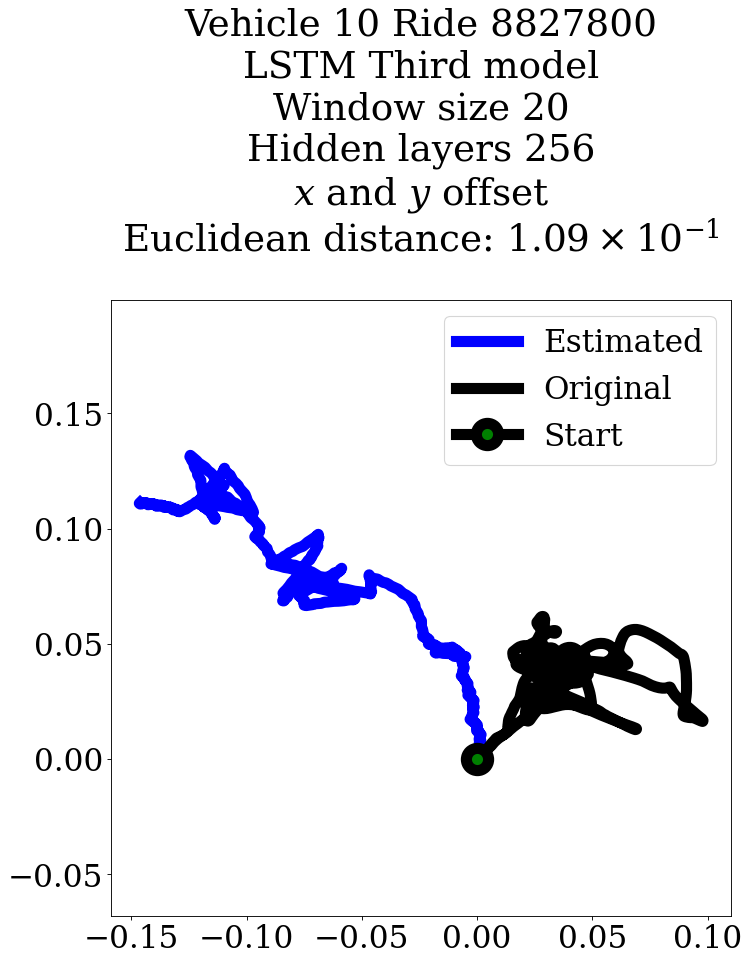 Vehicle 10 Ride 8827800
LSTM Third model
Window size 20
Hidden layers 256
x and y offset
Euclidean distance: 1.09 × 10⁻¹
Estimated
Original
Start
0.15
0.10
0.05
0.00
−0.05
−0.15 −0.10 −0.05 0.00 0.05 0.10